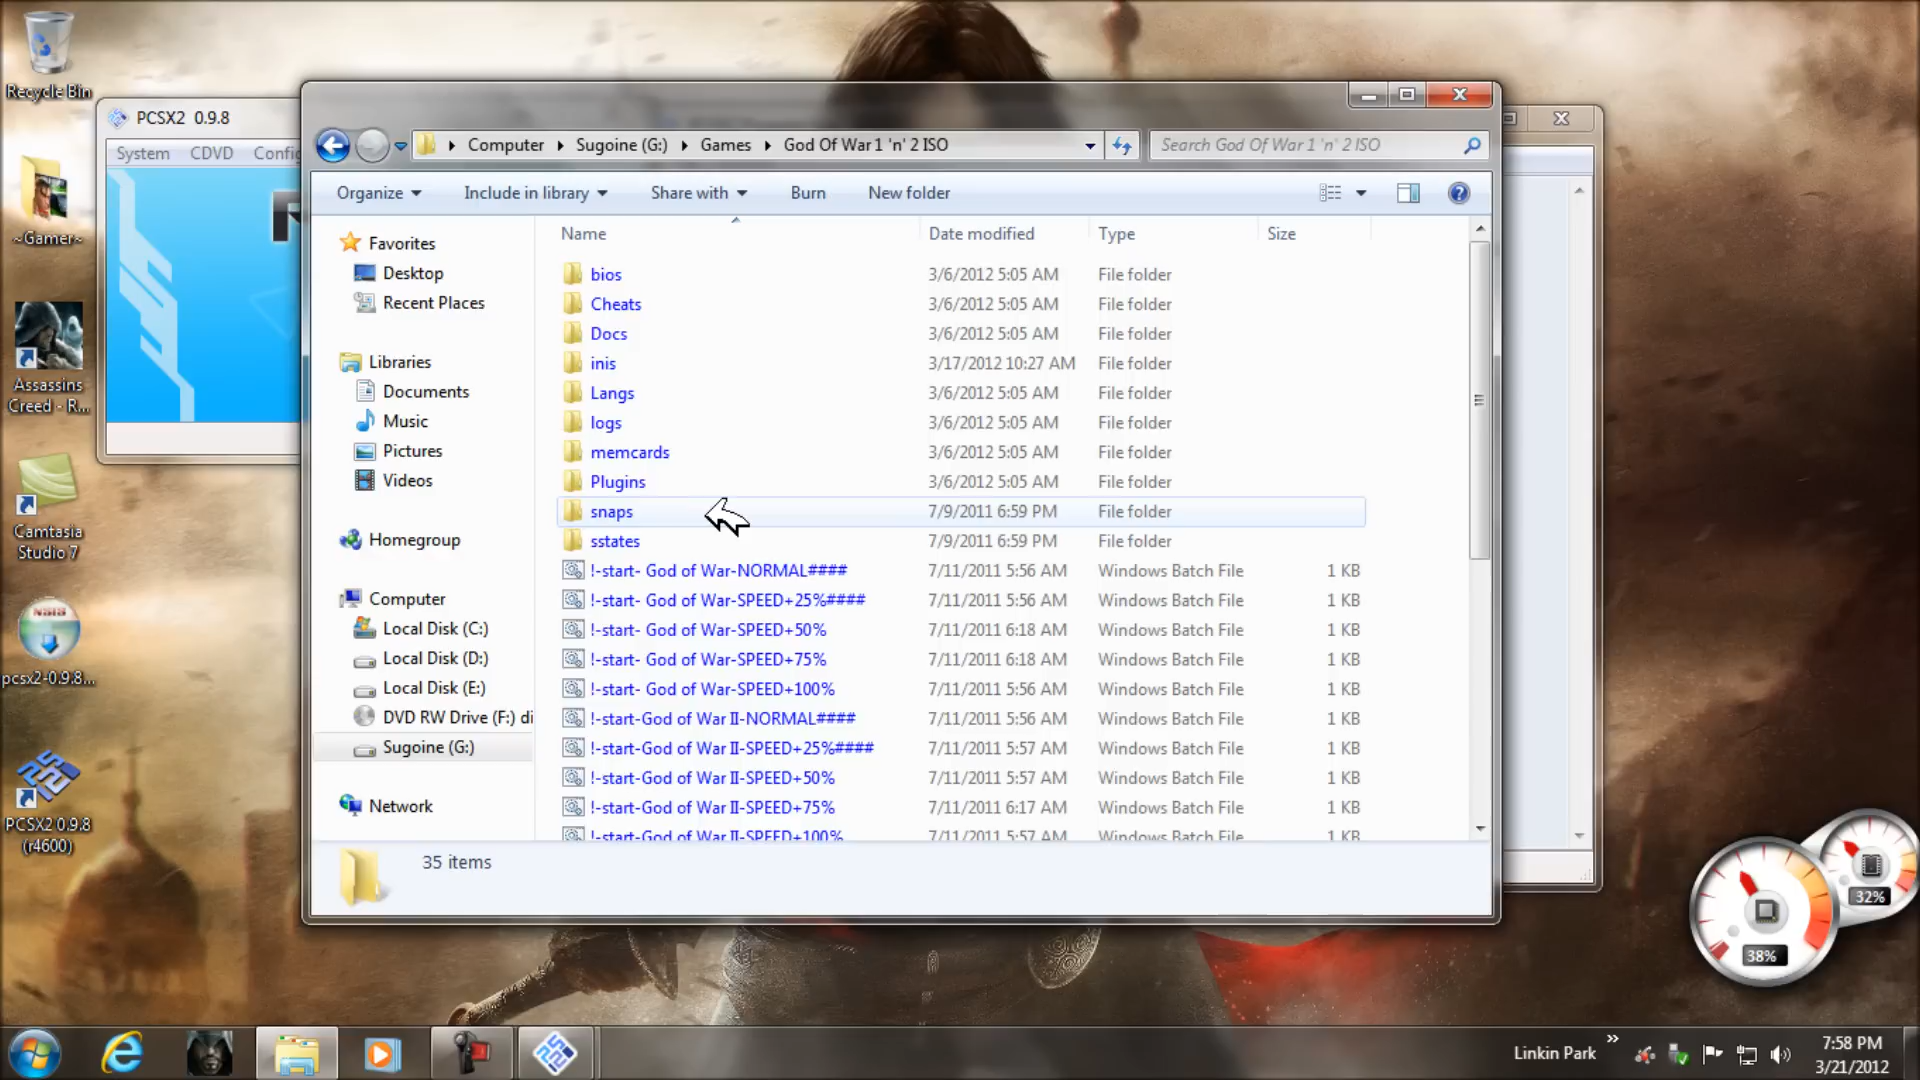 Recycle Bin
~Gamer~
Assassins
Creed - R...
Camtasia
Studio 7
NSIS
pcsx2-0.9.8...
PCSX2 0.9.8
(r4600)
PCSX2 0.9.8
System CDVD Config
Computer Sugoine (G:) Games God Of War 1 'n' 2 ISO
Search God Of War 1 'n' 2 ISO
Organize Include in library Share with Burn New folder
Favorites
Desktop
Recent Places
Libraries
Documents
Music
Pictures
Videos
Homegroup
Computer
Local Disk (C:)
Local Disk (D:)
Local Disk (E:)
DVD RW Drive (F:) di
Sugoine (G:)
Network
Name Date modified Type Size
bios 3/6/2012 5:05 AM File folder
Cheats 3/6/2012 5:05 AM File folder
Docs 3/6/2012 5:05 AM File folder
inis 3/17/2012 10:27 AM File folder
Langs 3/6/2012 5:05 AM File folder
logs 3/6/2012 5:05 AM File folder
memcards 3/6/2012 5:05 AM File folder
Plugins 3/6/2012 5:05 AM File folder
snaps 7/9/2011 6:59 PM File folder
sstates 7/9/2011 6:59 PM File folder
!-start- God of War-NORMAL#### 7/11/2011 5:56 AM Windows Batch File 1 KB
!-start- God of War-SPEED+25%#### 7/11/2011 5:56 AM Windows Batch File 1 KB
!-start- God of War-SPEED+50% 7/11/2011 6:18 AM Windows Batch File 1 KB
!-start- God of War-SPEED+75% 7/11/2011 6:18 AM Windows Batch File 1 KB
!-start- God of War-SPEED+100% 7/11/2011 5:56 AM Windows Batch File 1 KB
!-start-God of War II-NORMAL#### 7/11/2011 5:56 AM Windows Batch File 1 KB
!-start-God of War II-SPEED+25%#### 7/11/2011 5:57 AM Windows Batch File 1 KB
!-start-God of War II-SPEED+50% 7/11/2011 5:57 AM Windows Batch File 1 KB
!-start-God of War II-SPEED+75% 7/11/2011 6:17 AM Windows Batch File 1 KB
!-start-God of War II-SPEED+100% 7/11/2011 5:57 AM Windows Batch File 1 KB
35 items
32%
38%
Linkin Park
7:58 PM
3/21/2012